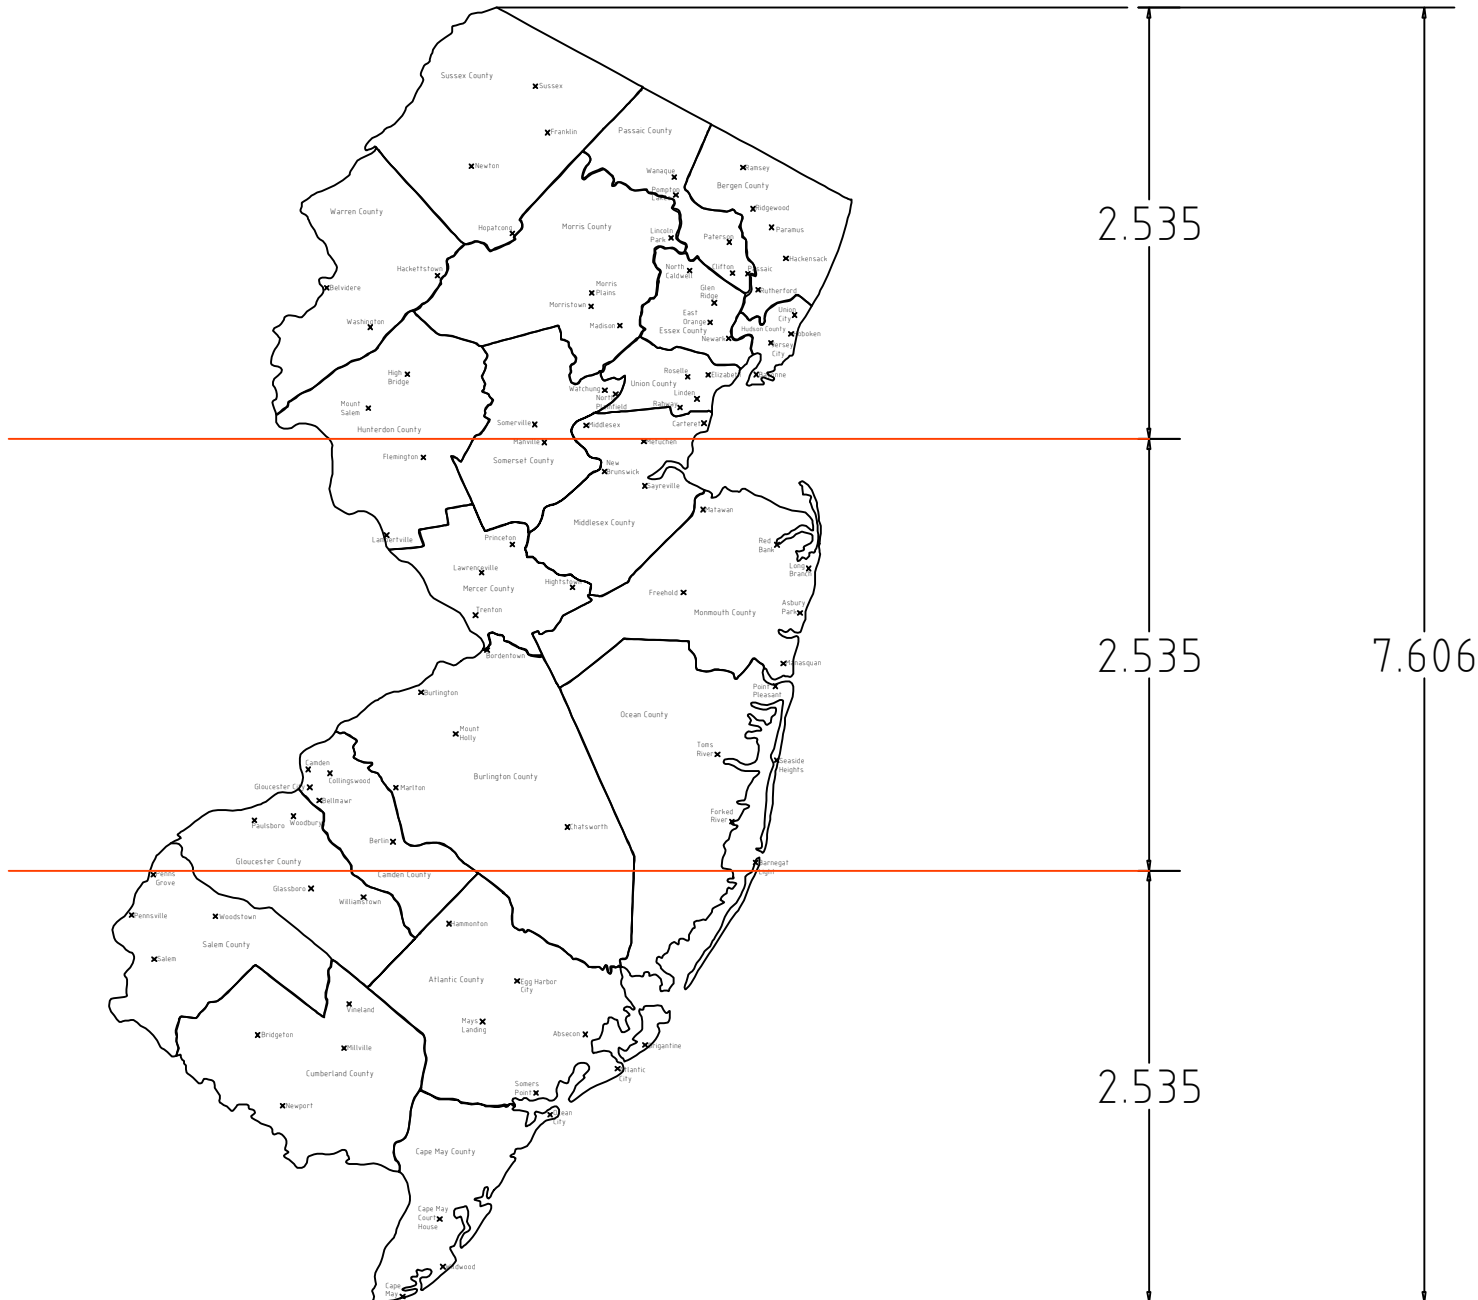 Sussex County
Sussex
Franklin
Newton
Hopatcong
Passaic County
Wanaque
Pompton
Lakes
Ramsey
Bergen County
Ridgewood
Paramus
Hackensack
Warren County
Morris County
Lincoln
Park
Paterson
2.535
Hackettstown
North
Caldwell
Clifton
Passaic
Belvidere
Morris
Plains
Glen
Ridge
Rutherford
Morristown
Union
City
Washington
Madison
East
Orange
Essex County
Hudson County
Hoboken
Newark
Jersey
City
High
Bridge
Roselle
Elizabeth
Bayonne
Union County
Watchung
North
Plainfield
Linden
Rahway
Mount
Salem
Hunterdon County
Somerville
Middlesex
Carteret
Manville
Metuchen
Flemington
Somerset County
New
Brunswick
Sayreville
Matawan
Middlesex County
Lambertville
Princeton
Red
Bank
Lawrenceville
Long
Branch
Mercer County
Hightstown
Freehold
Trenton
Asbury
Park
Monmouth County
Bordentown
Manasquan
2.535
7.606
Burlington
Point
Pleasant
Ocean County
Mount
Holly
Toms
River
Seaside
Heights
Camden
Collingswood
Burlington County
Gloucester City
Marlton
Bellmawr
Paulsboro
Woodbury
Forked
River
Chatsworth
Berlin
Gloucester County
Barnegat
Light
Penns
Grove
Camden County
Glassboro
Williamstown
Pennsville
Woodstown
Hammonton
Salem County
Salem
Atlantic County
Egg Harbor
City
Vineland
Mays
Landing
Bridgeton
Absecon
Brigantine
Millville
Cumberland County
Atlantic
City
2.535
Somers
Point
Newport
Ocean
City
Cape May County
Cape May
Court
House
Wildwood
Cape
May